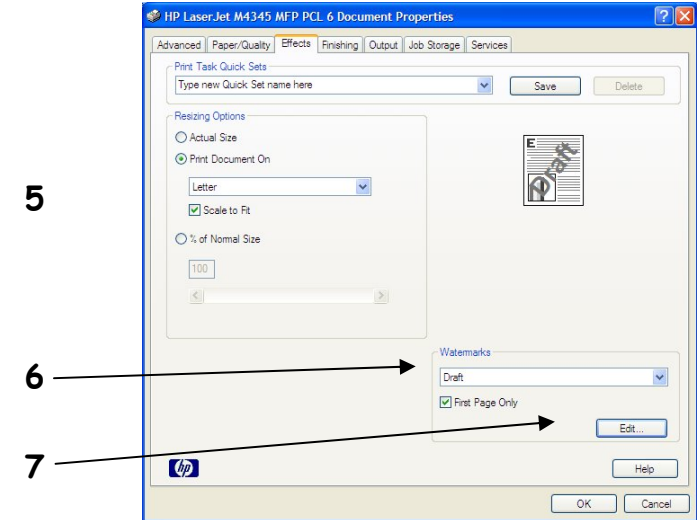 HP LaserJet M4345 MFP PCL 6 Document Properties
Advanced Paper/Quality Effects Finishing Output Job Storage Services
Print Task Quick Sets
Type new Quick Set name here
Save
Delete
Resizing Options
Actual Size
Print Document On
Letter
Scale to Fit
% of Normal Size
100
E
Draft
5
Watermarks
6
Draft
First Page Only
Edit...
7
hp
Help
OK
Cancel